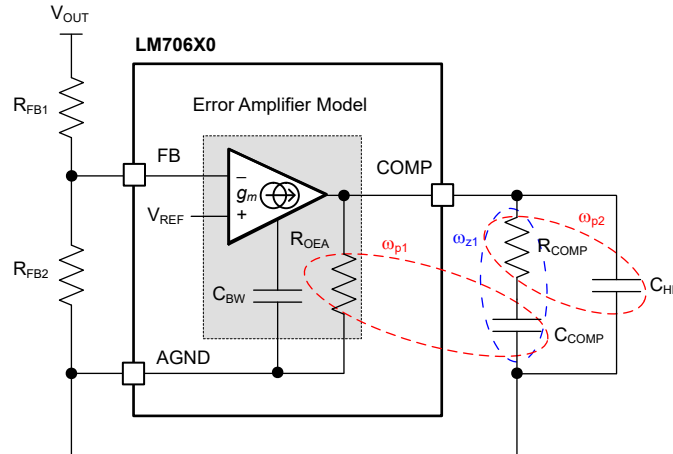 VOUT
LM706X0
RFB1
Error Amplifier Model
FB
COMP
gm
−
+
VREF
ROEA
ωp1
ωz1
ωp2
RCOMP
RFB2
CBW
CCOMP
AGND